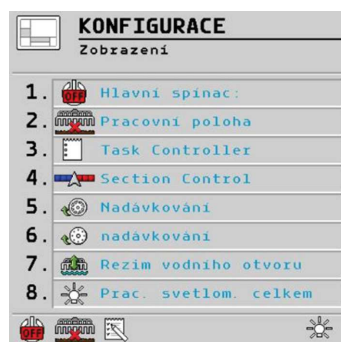 KONFIGURACE
Zobrazení
1. OFF Hlavní spínac:
2. Pracovní poloha
3. Task Controller
4. Section Control
5. Nadávkování
6. nadávkování
7. Rezim vodního otvoru
8. Prac. svetlom. celkem
OFF